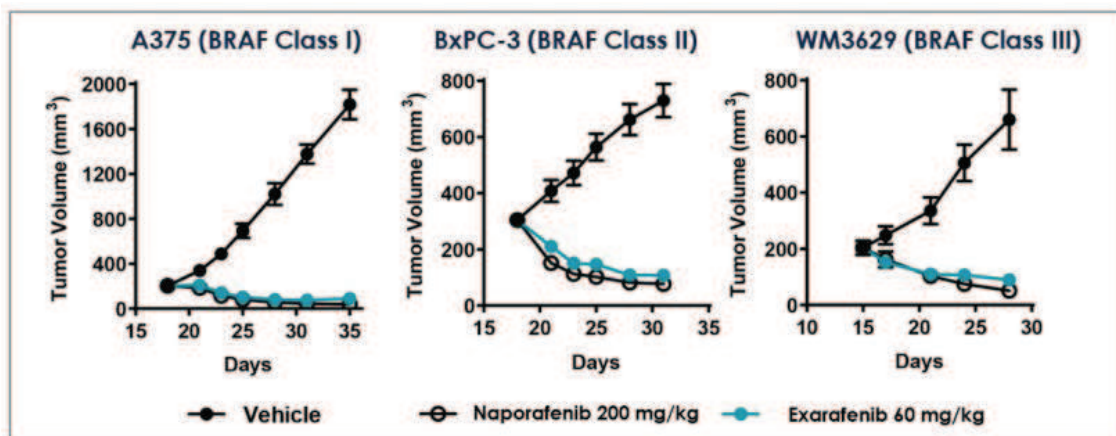 A375 (BRAF Class I)
BxPC-3 (BRAF Class II)
WM3629 (BRAF Class III)
Tumor Volume (mm³)
2000
1600
1200
800
400
0
15
20
25
30
35
Days
Tumor Volume (mm³)
800
600
400
200
0
15
20
25
30
35
Days
Tumor Volume (mm³)
800
600
400
200
0
10
15
20
25
30
Days
Vehicle
Naporafenib 200 mg/kg
Exarafenib 60 mg/kg